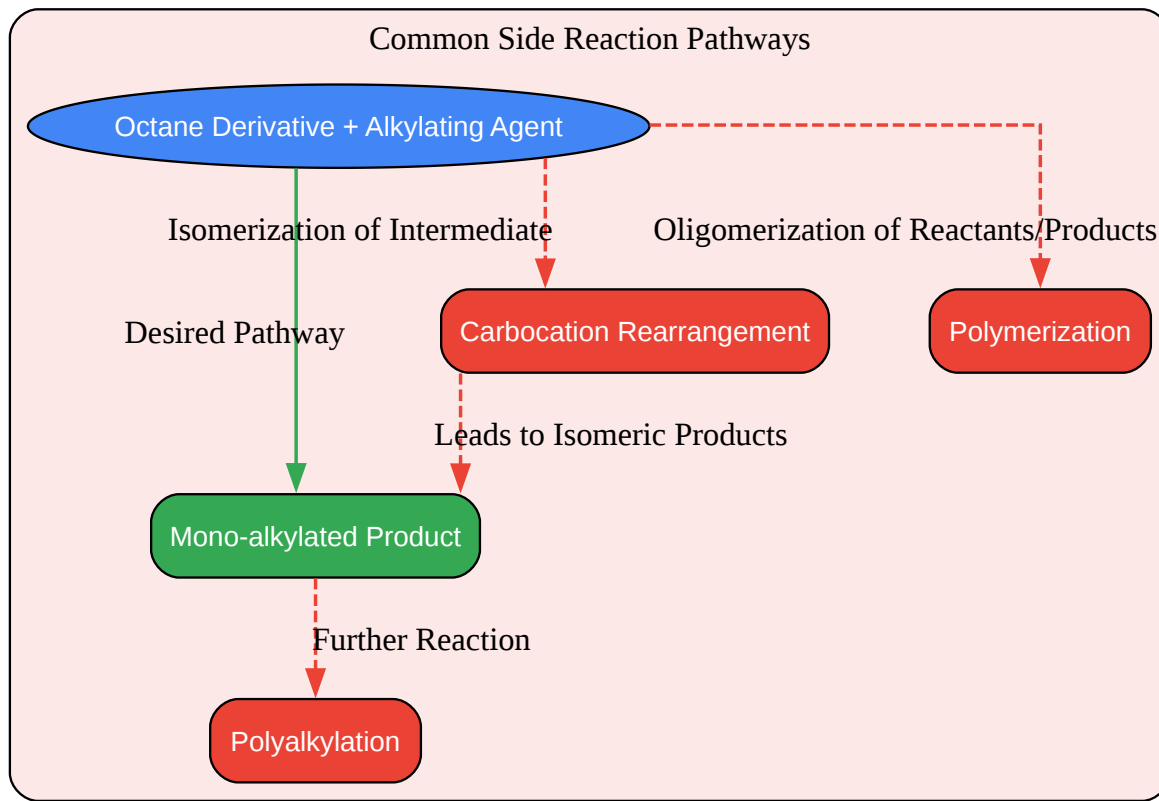 Common Side Reaction Pathways
Octane Derivative + Alkylating Agent
Isomerization of Intermediate
Oligomerization of Reactants/Products
Desired Pathway
Carbocation Rearrangement
Polymerization
Leads to Isomeric Products
Mono-alkylated Product
Further Reaction
Polyalkylation